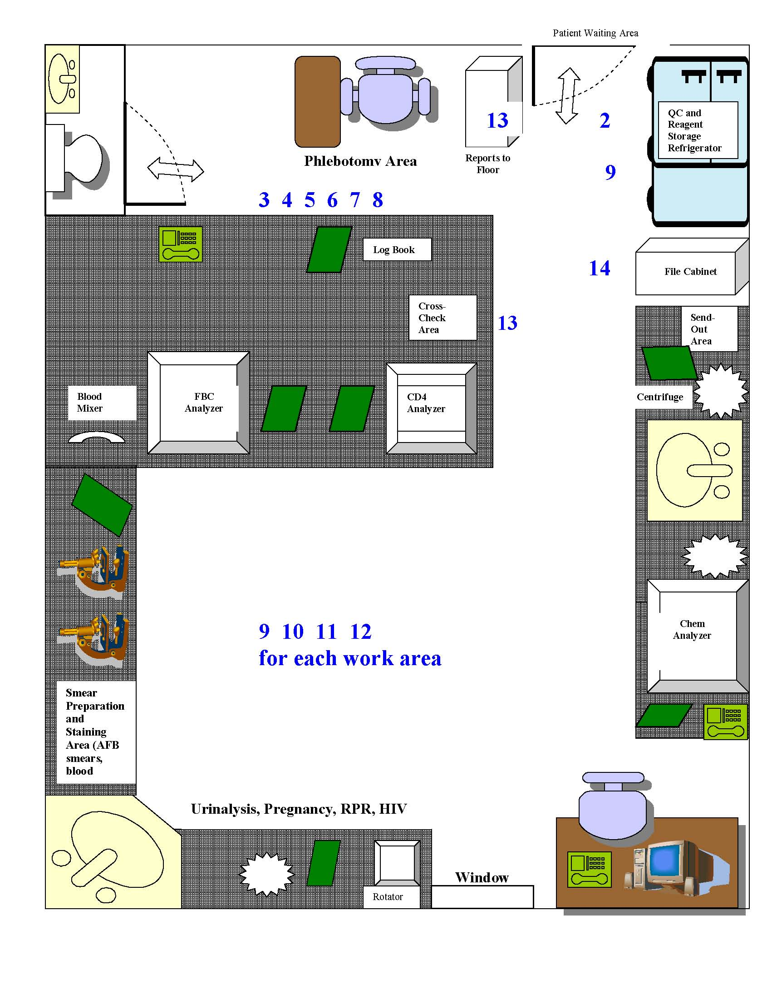 Patient Waiting Area
QC and
Reagent
Storage
Refrigerator
13
2
Phlebotomv Area
Reports to
Floor
9
3 4 5 6 7 8
Log Book
14
File Cabinet
Cross-
Check
Area
13
Send-
Out
Area
Blood
Mixer
FBC
Analyzer
CD4
Analyzer
Centrifuge
9 10 11 12
for each work area
Chem
Analyzer
Smear
Preparation
and
Staining
Area (AFB
smears,
blood
Urinalysis, Pregnancy, RPR, HIV
Window
Rotator